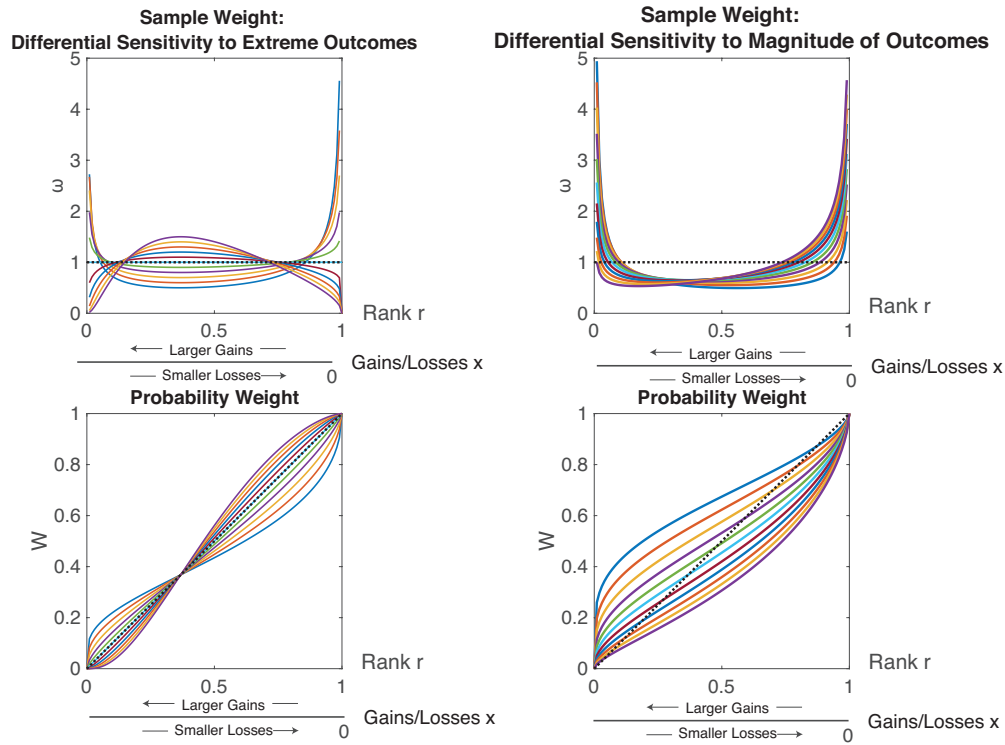 Sample Weight:
Differential Sensitivity to Extreme Outcomes
5
4
3
ω
2
1
0
0
0.5
1
Rank r
Larger Gains
Smaller Losses
0
Gains/Losses x
Sample Weight:
Differential Sensitivity to Magnitude of Outcomes
5
4
3
ω
2
1
0
0
0.5
1
Rank r
Larger Gains
Smaller Losses
0
Gains/Losses x
Probability Weight
1
0.8
0.6
W
0.4
0.2
0
0
0.5
1
Rank r
Larger Gains
Smaller Losses
0
Gains/Losses x
Probability Weight
1
0.8
0.6
W
0.4
0.2
0
0
0.5
1
Rank r
Larger Gains
Smaller Losses
0
Gains/Losses x